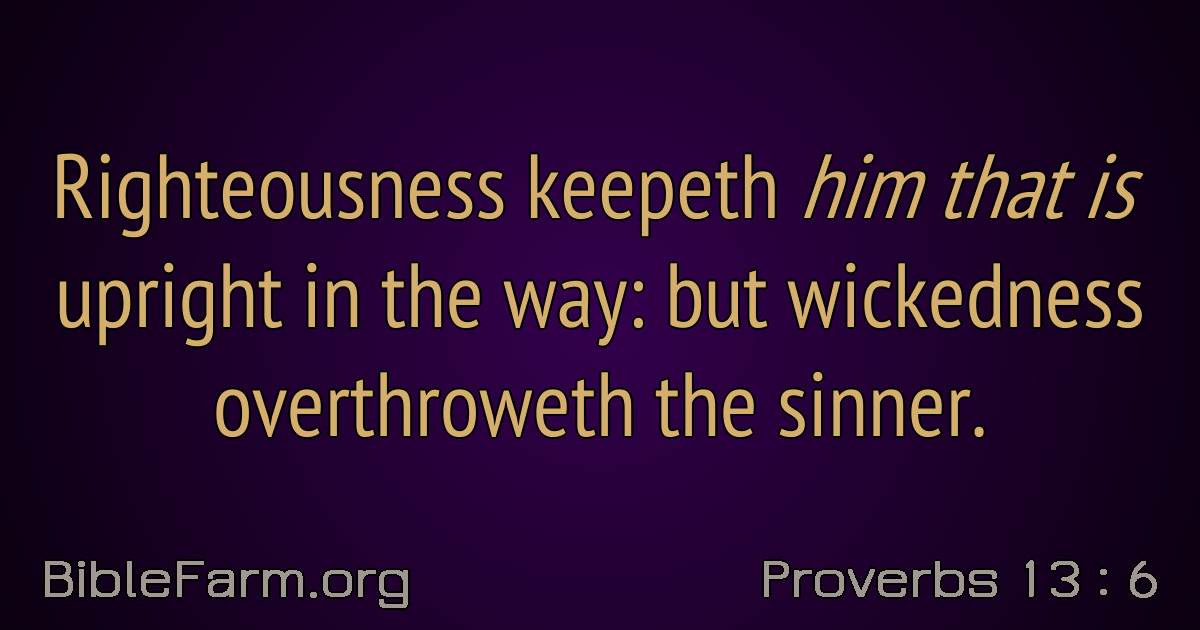 Righteousness keepeth him that is
upright in the way: but wickedness
overthroweth the sinner.
BibleFarm.org
Proverbs 13 : 6